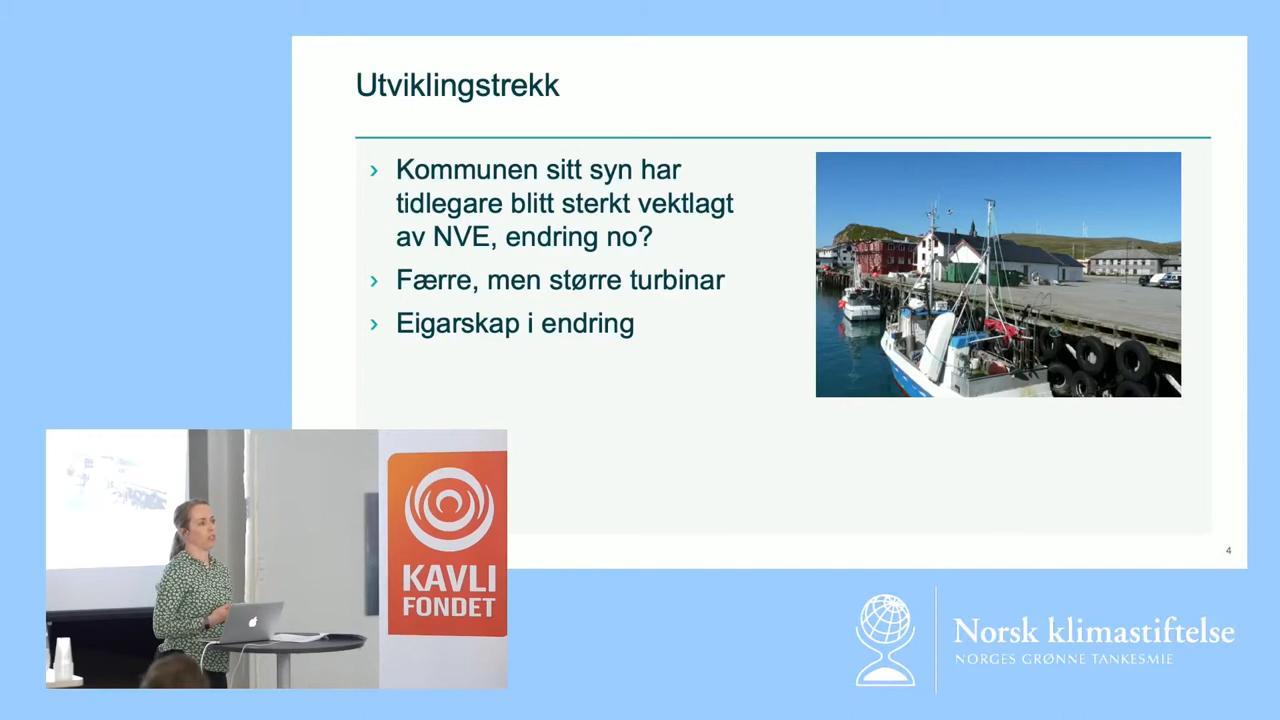 Utviklingstrekk
› Kommunen sitt syn har
tidlegare blitt sterkt vektlagt
av NVE, endring no?
› Færre, men større turbinar
› Eigarskap i endring
4
KAVLI
FONDET
Norsk klimastiftelse
NORGES GRØNNE TANKESMIE